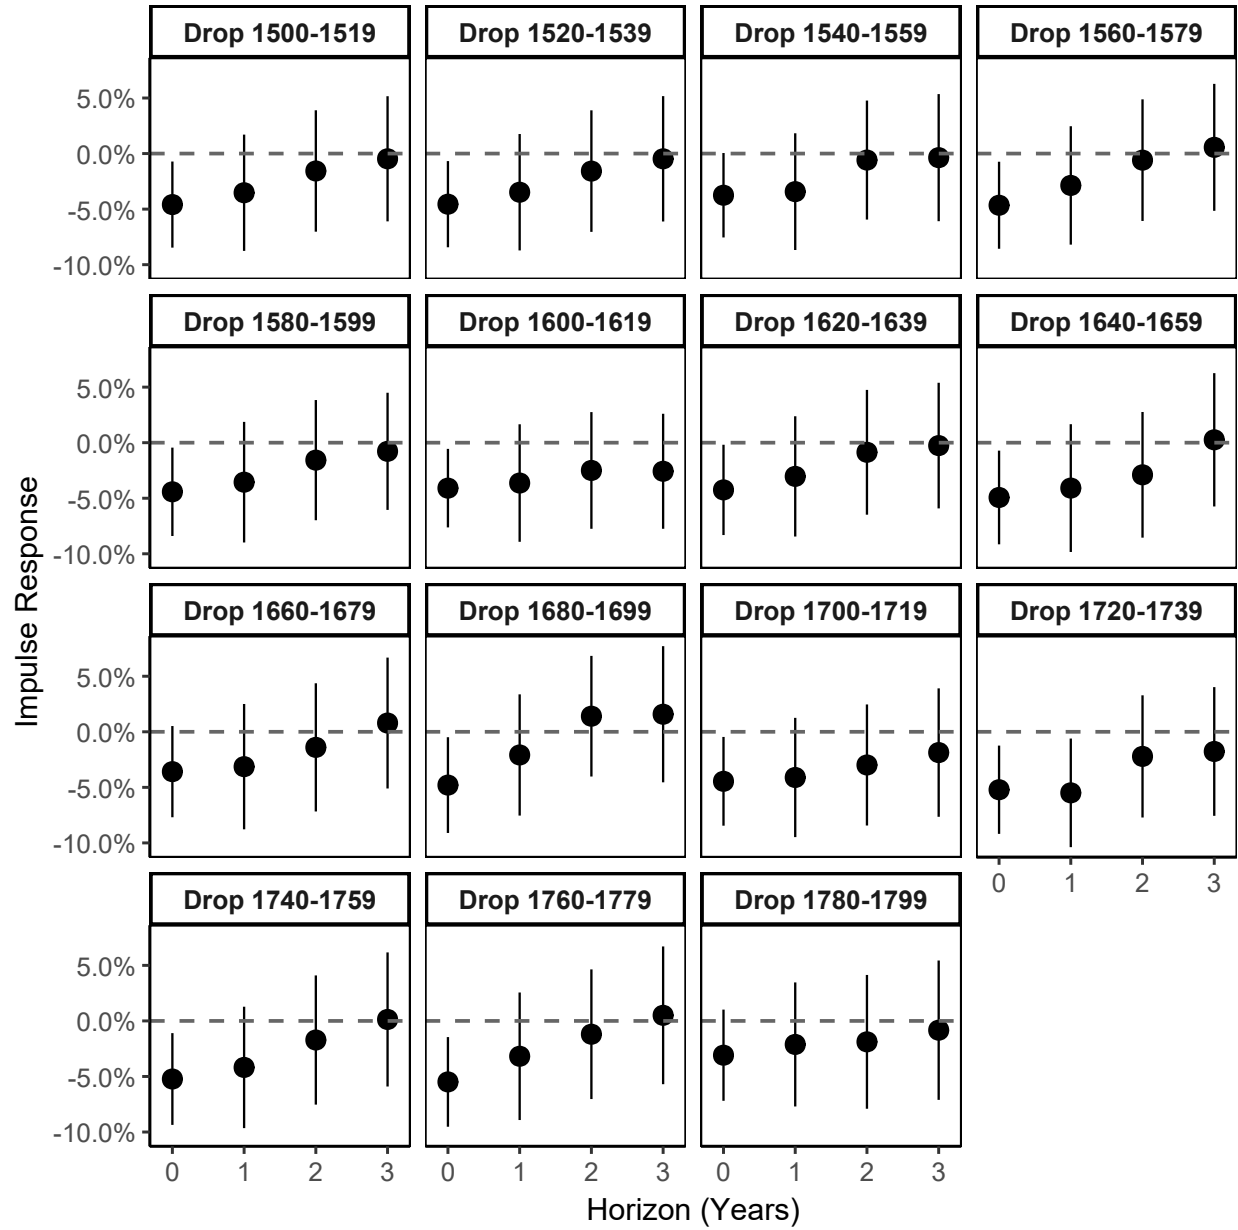 Drop 1500-1519 Drop 1520-1539 Drop 1540-1559 Drop 1560-1579
5.0%
0.0%
-5.0%
-10.0%
Drop 1580-1599 Drop 1600-1619 Drop 1620-1639 Drop 1640-1659
5.0%
0.0%
-5.0%
-10.0%
Drop 1660-1679 Drop 1680-1699 Drop 1700-1719 Drop 1720-1739
5.0%
0.0%
-5.0%
-10.0%
0 1 2 3
Drop 1740-1759 Drop 1760-1779 Drop 1780-1799
5.0%
0.0%
-5.0%
-10.0%
0 1 2 3 0 1 2 3 0 1 2 3
Horizon (Years)
Impulse Response